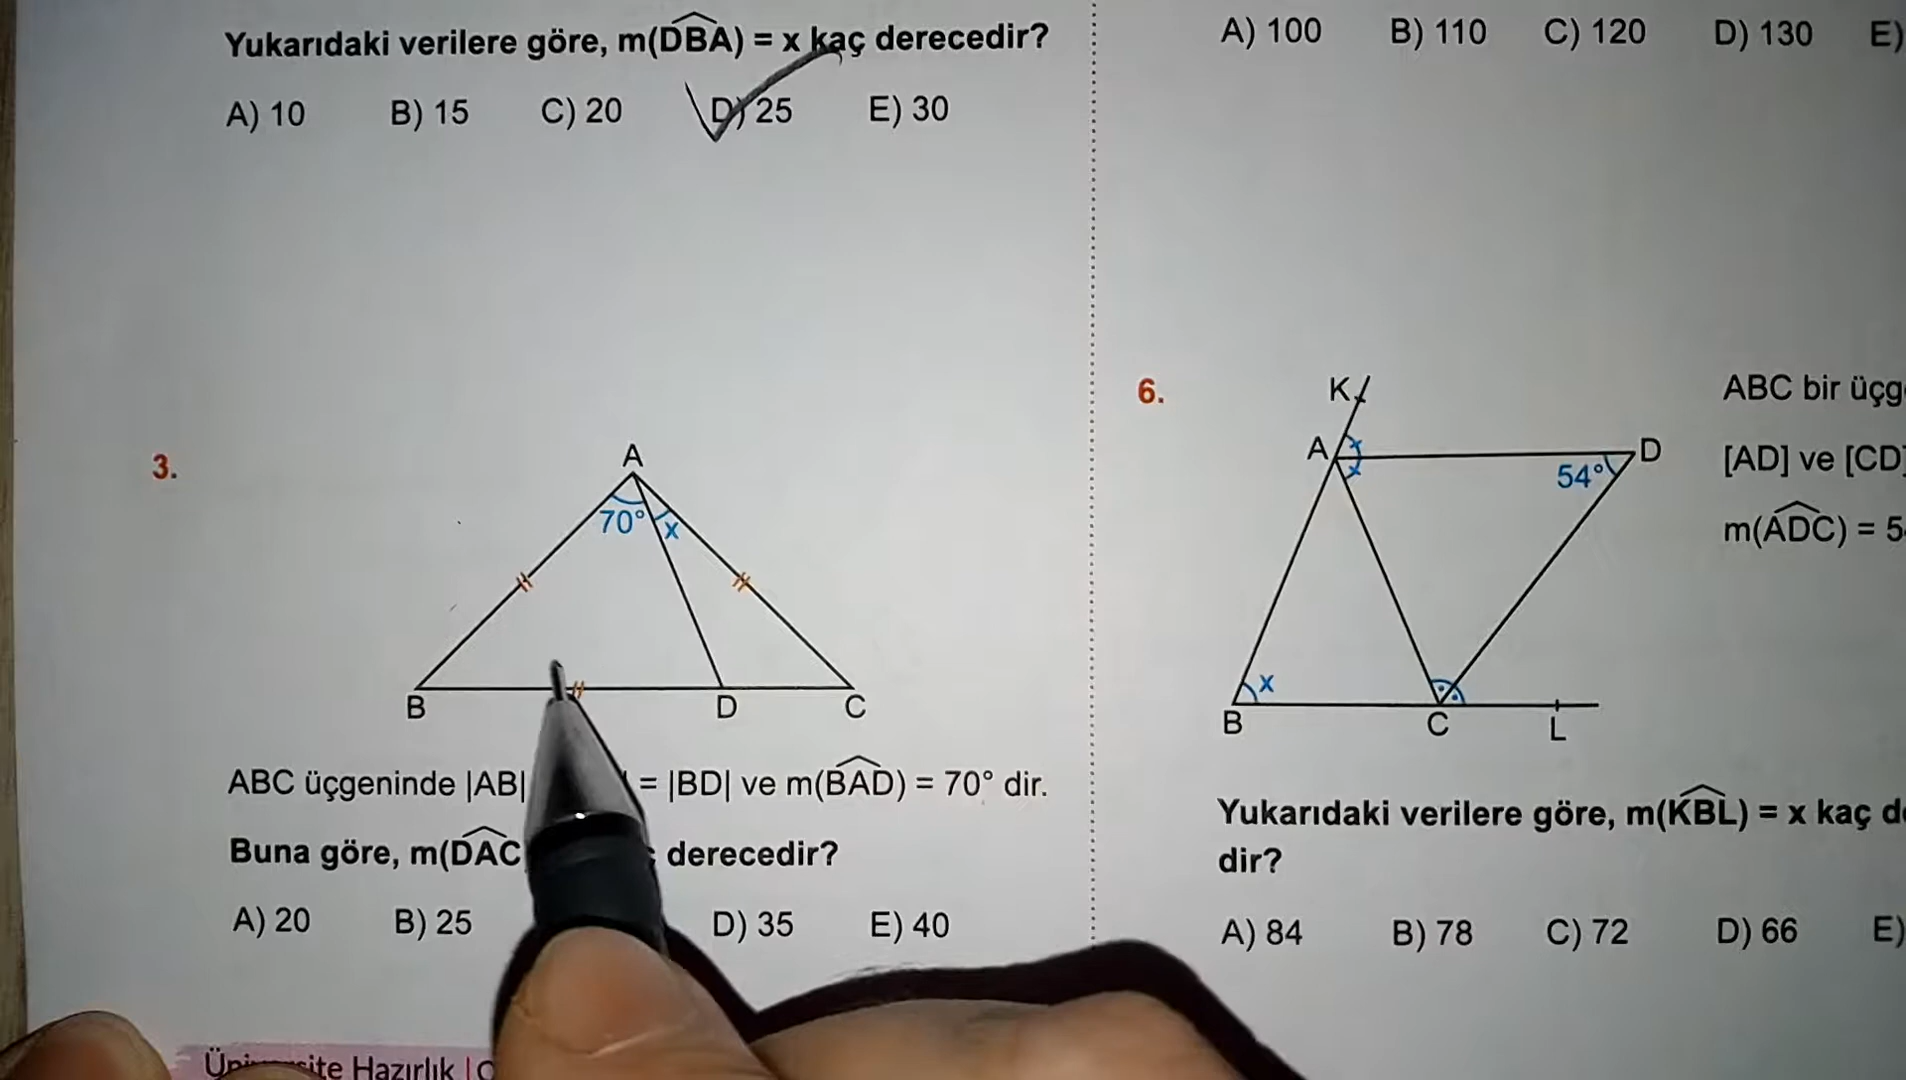 Yukarıdaki verilere göre, m(DBA) = x kaç derecedir?
A) 10 B) 15 C) 20 D) 25 E) 30
3.
A
70° x
B D C
ABC üçgeninde |AB| = |BD| ve m(BAD) = 70° dir.
Buna göre, m(DAC derecedir?
A) 20 B) 25 D) 35 E) 40
Hazırlık
A) 100 B) 110 C) 120 D) 130 E)
6.
K
A x x D
54°
x
B C L
ABC bir üçg
[AD] ve [CD]
m(ADC) = 5
Yukarıdaki verilere göre, m(KBL) = x kaç d
dir?
A) 84 B) 78 C) 72 D) 66 E)